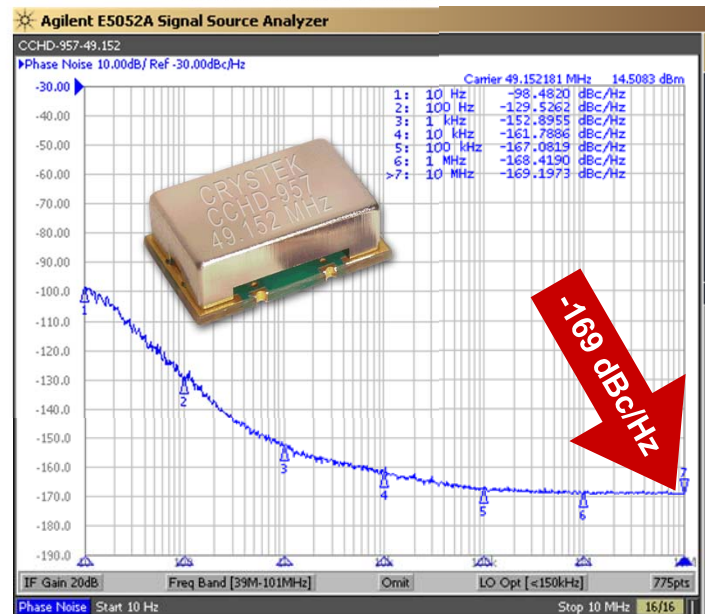 Agilent E5052A Signal Source Analyzer
CCHD-957-49.152
▶Phase Noise 10.00dB/ Ref -30.00dBc/Hz
Carrier 49.152181 MHz 14.5083 dBm
1: 10 Hz -98.4820 dBc/Hz
2: 100 Hz -129.5262 dBc/Hz
3: 1 kHz -152.8955 dBc/Hz
4: 10 kHz -161.7886 dBc/Hz
5: 100 kHz -167.0819 dBc/Hz
6: 1 MHz -168.4190 dBc/Hz
>7: 10 MHz -169.1973 dBc/Hz
-30.00
-40.00
-50.00
-60.00
-70.00
-80.00
-90.00
-100.0
-110.0
-120.0
-130.0
-140.0
-150.0
-160.0
-170.0
-180.0
-190.0
CRYSTEK
CCHD-957
49.152 MHz
-169 dBc/Hz
1
2
3
4
5
6
7
IF Gain 20dB
Freq Band [39M-101MHz]
Omit
LO Opt [<150kHz]
775pts
Phase Noise Start 10 Hz
Stop 10 MHz 16/16